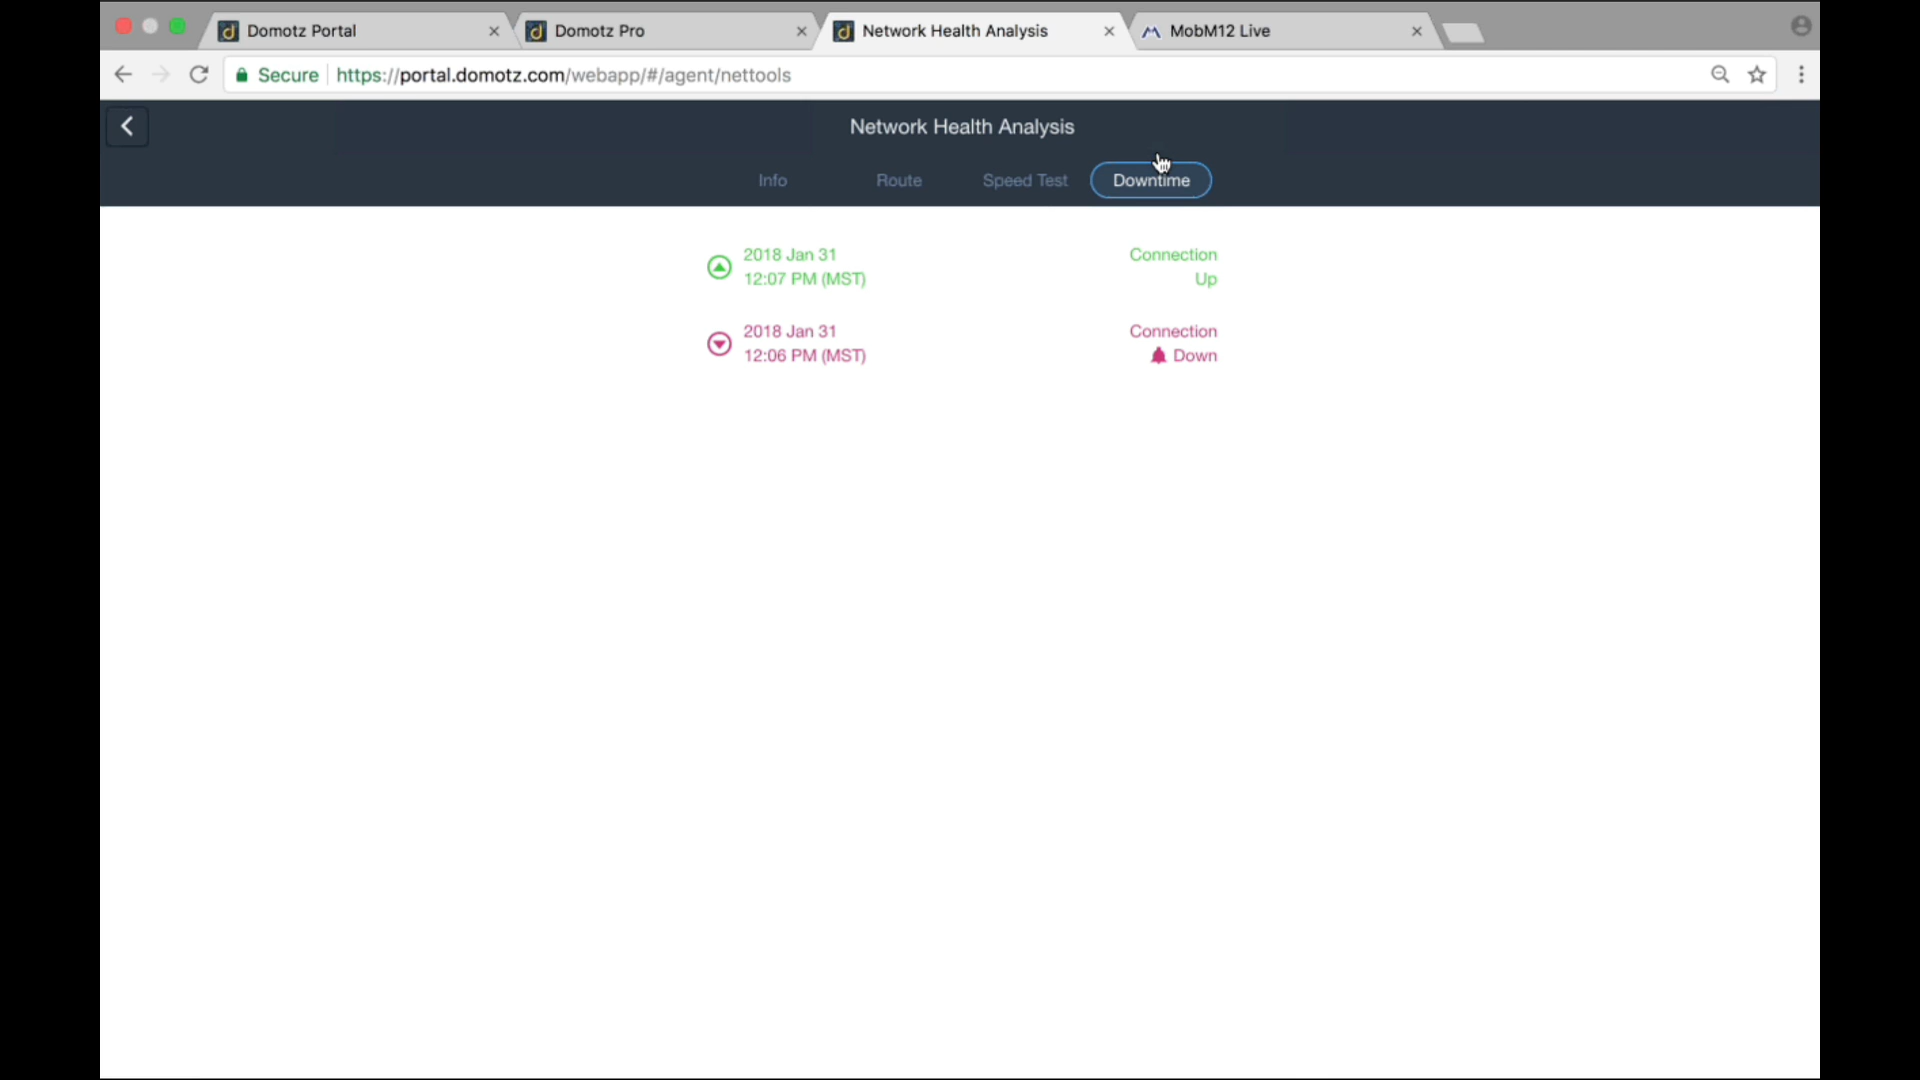 Domotz Portal
Domotz Pro
Network Health Analysis
MobM12 Live
Secure
https://portal.domotz.com/webapp/#/agent/nettools
Network Health Analysis
Info
Route
Speed Test
Downtime
2018 Jan 31
Connection
12:07 PM (MST)
Up
2018 Jan 31
Connection
12:06 PM (MST)
Down